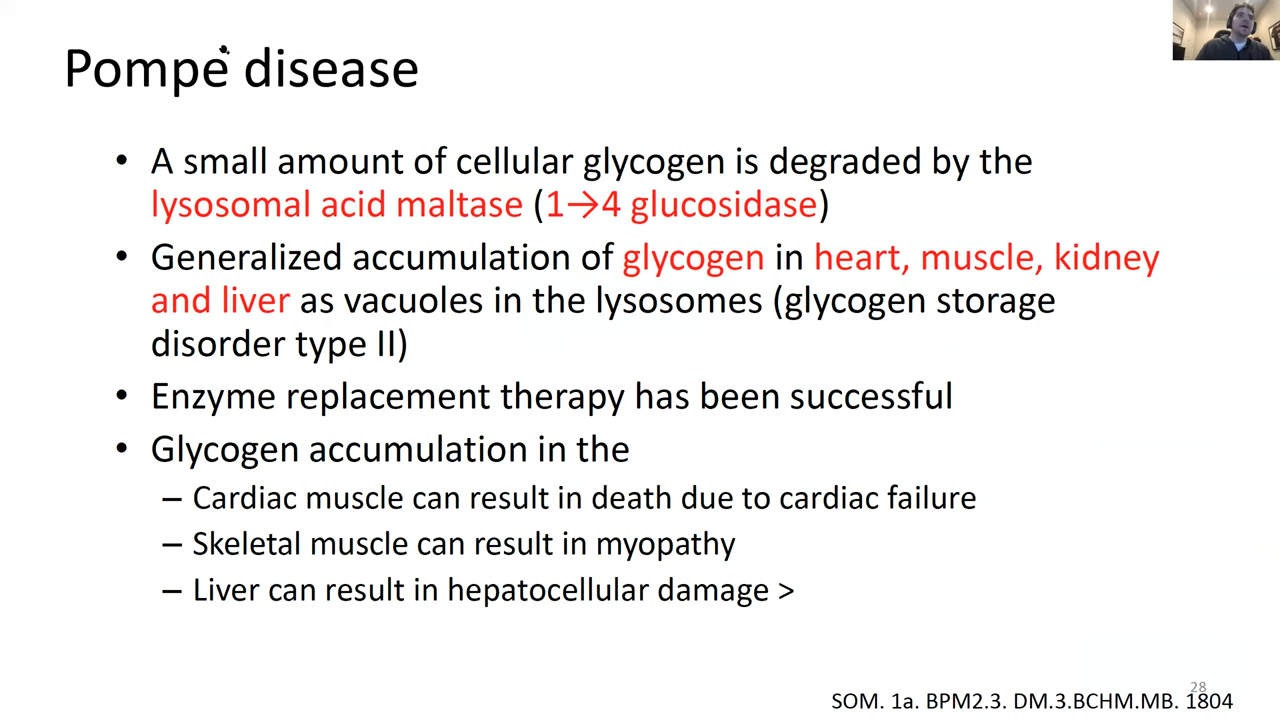 Pompe disease
• A small amount of cellular glycogen is degraded by the
lysosomal acid maltase (1→4 glucosidase)
• Generalized accumulation of glycogen in heart, muscle, kidney
and liver as vacuoles in the lysosomes (glycogen storage
disorder type II)
• Enzyme replacement therapy has been successful
• Glycogen accumulation in the
– Cardiac muscle can result in death due to cardiac failure
– Skeletal muscle can result in myopathy
– Liver can result in hepatocellular damage >
28
SOM. 1a. BPM2.3. DM.3.BCHM.MB. 1804